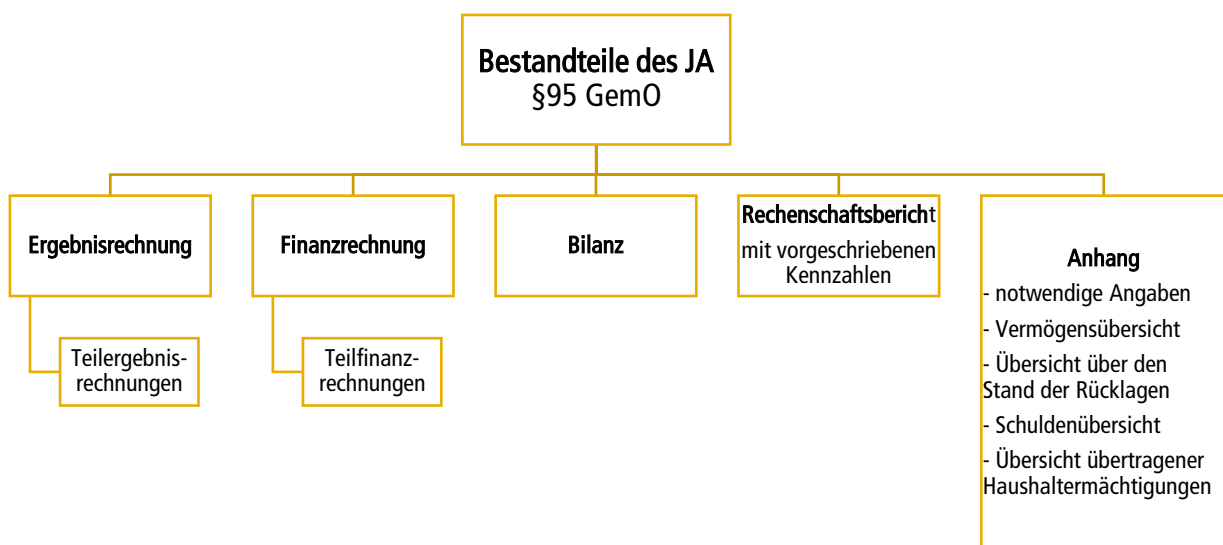 Bestandteile des JA
§95 GemO
Ergebnisrechnung
Teilergebnis-
rechnungen
Finanzrechnung
Teilfinanz-
rechnungen
Bilanz
Rechenschaftsbericht
mit vorgeschriebenen
Kennzahlen
Anhang
- notwendige Angaben
- Vermögensübersicht
- Übersicht über den
Stand der Rücklagen
- Schuldenübersicht
- Übersicht übertragener
Haushaltermächtigungen